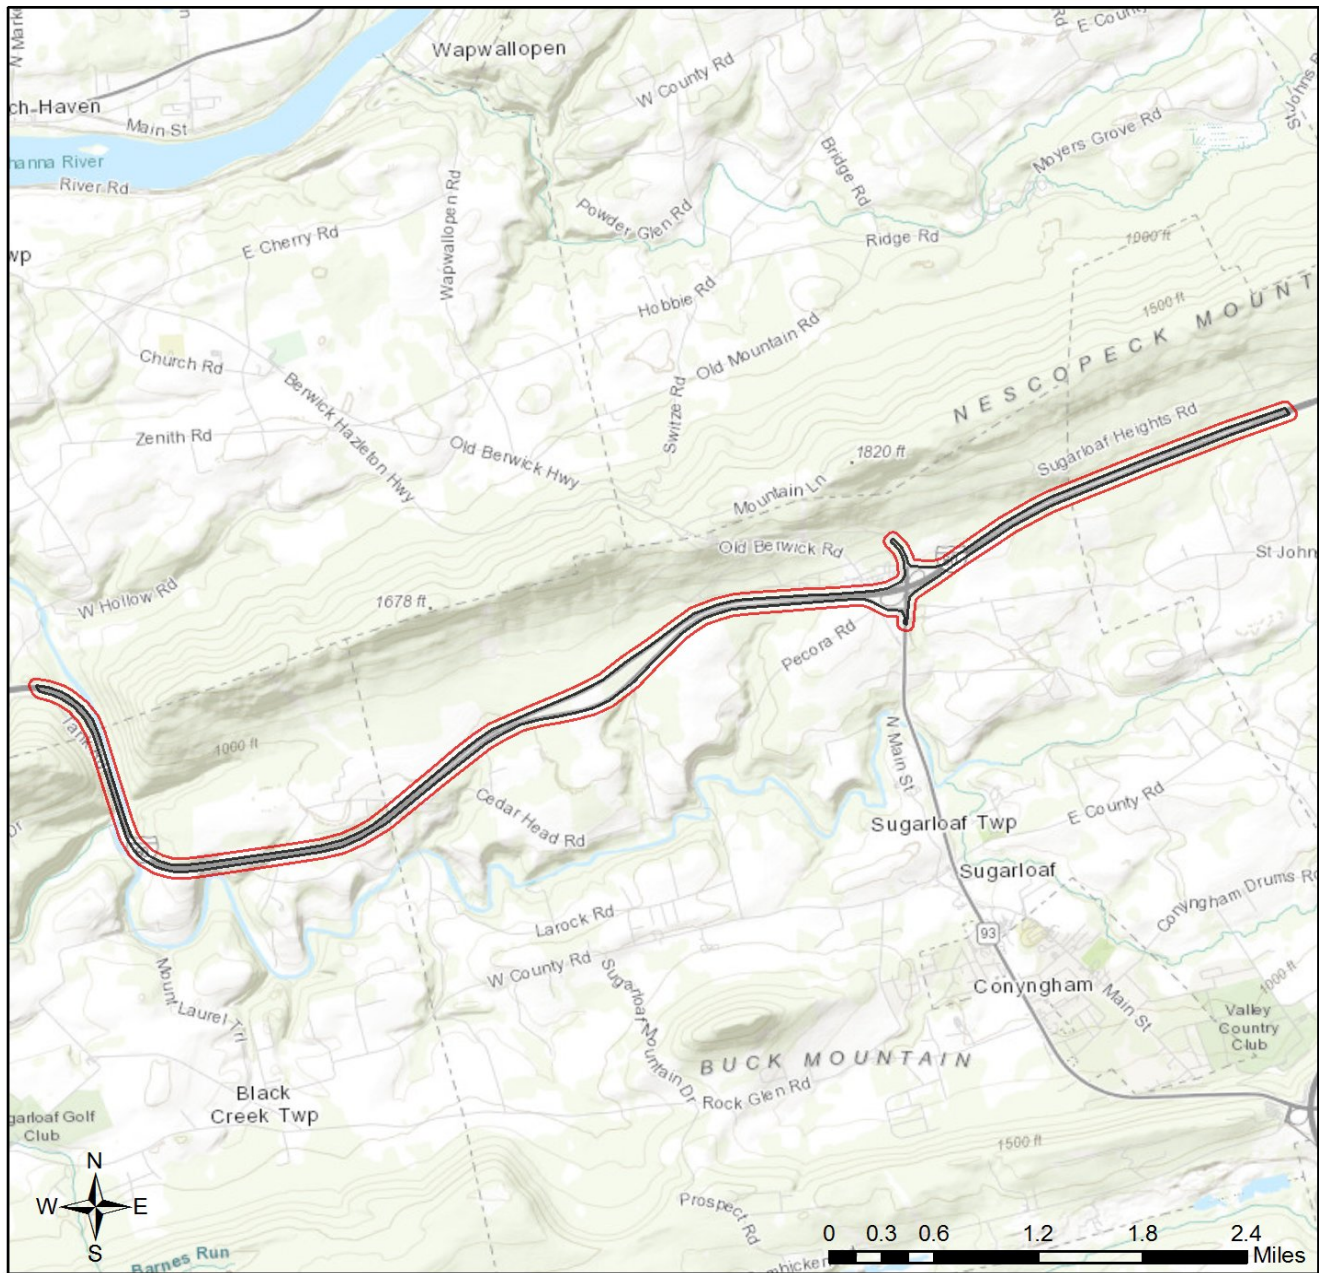 N Marke
Wapwallopen
W County Rd
Rd
E County
ch-Haven
Main St
hanna River
River Rd
St Johns R
Moyers Grove Rd
Bridge Rd
Wapwallopen Rd
Powder Glen Rd
E Cherry Rd
Ridge Rd
wp
1000 ft
Hobbie Rd
1500 ft
NESCOPECK MOUNT
Old Mountain Rd
Church Rd
Berwick Hazleton Hwy
Switze Rd
Zenith Rd
Old Berwick Hwy
Sugarloaf Heights Rd
1820 ft
Mountain Ln
Old Berwick Rd
St John
W Hollow Rd
1678 ft
Pecora Rd
1000 ft
N Main St
Cedar Head Rd
E County Rd
Sugarloaf Twp
Dr
Sugarloaf
Conyngham Drums Ro
Larock Rd
93
W County Rd
Mount Laurel Trl
Sugarloaf Mountain Dr
Conyngham
Main St
1000 ft
Valley
Country
Club
BUCK MOUNTAIN
Black
Creek Twp
Rock Glen Rd
garloaf Golf
Club
1500 ft
N
W
E
S
Prospect Rd
Barnes Run
0 0.3 0.6 1.2 1.8 2.4
Miles